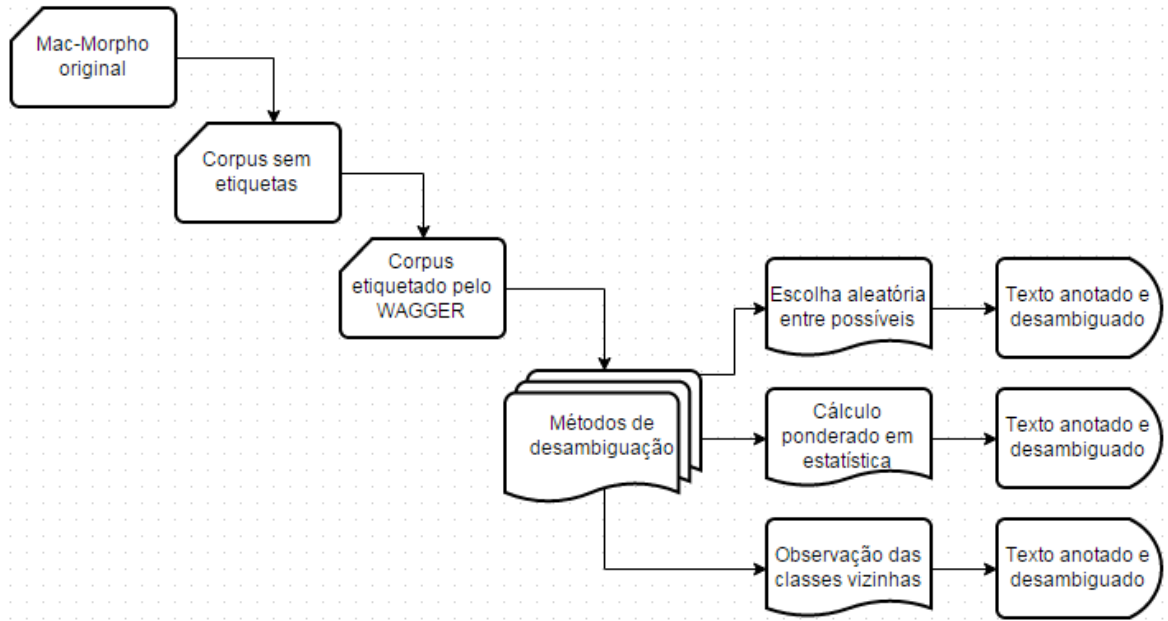 Mac-Morpho
original
Corpus sem
etiquetas
Corpus
etiquetado pelo
WAGGER
Métodos de
desambiguação
Escolha aleatória
entre possíveis
Texto anotado e
desambiguado
Cálculo
ponderado em
estatística
Texto anotado e
desambiguado
Observação das
classes vizinhas
Texto anotado e
desambiguado